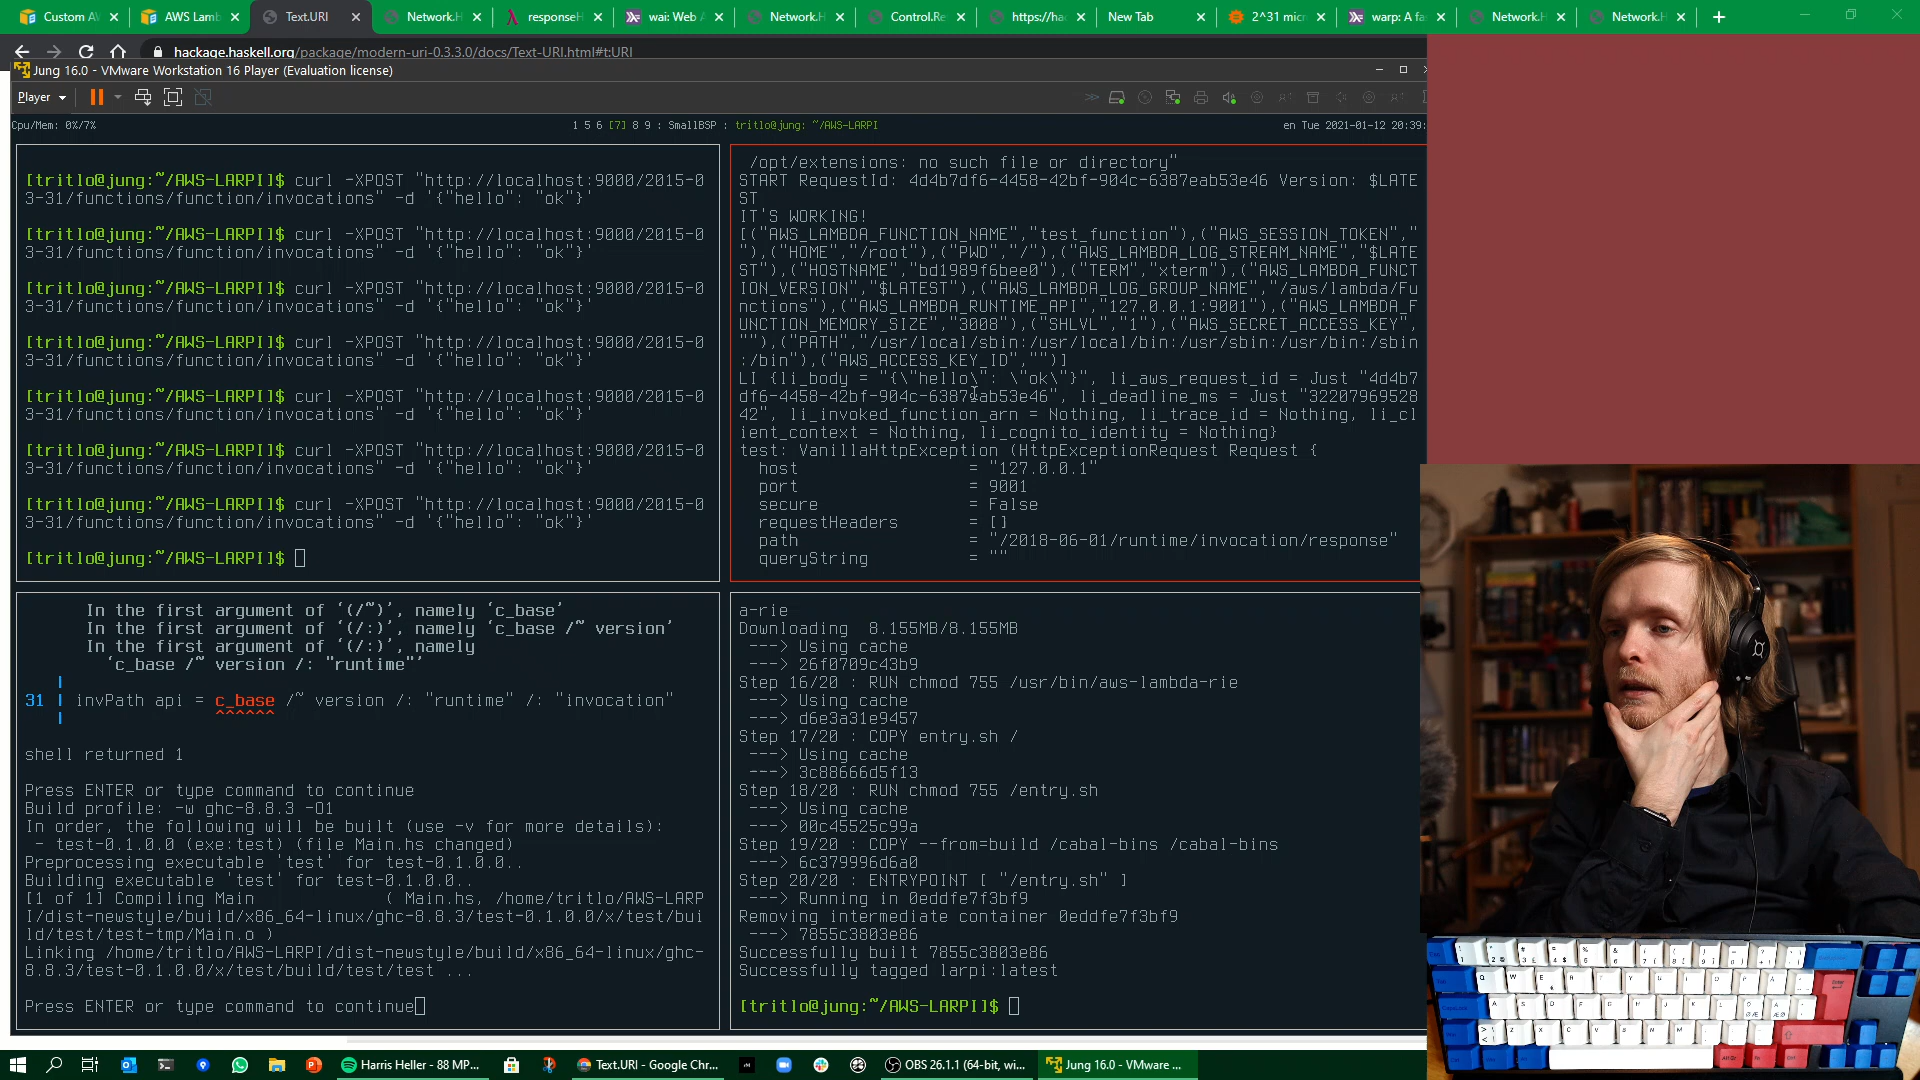 Custom AW
AWS Lamb
Text.URI
Network.H
responseH
wai: Web A
Network.H
Control.Re
https://hac
New Tab
2^31 micr
warp: A fa
Network.H
Network.H
hackage.haskell.org/package/modern-uri-0.3.3.0/docs/Text-URI.html#t:URI
Jung 16.0 - VMware Workstation 16 Player (Evaluation license)
Player
Cpu/Mem: 0%/7%
1 5 6 [7] 8 9 : SmallBSP : tritlo@jung: ~/AWS-LARPI
en Tue 2021-01-12 20:39:
[tritlo@jung:~/AWS-LARPI]$ curl -XPOST "http://localhost:9000/2015-0
3-31/functions/function/invocations" -d '{"hello": "ok"}'
[tritlo@jung:~/AWS-LARPI]$ curl -XPOST "http://localhost:9000/2015-0
3-31/functions/function/invocations" -d '{"hello": "ok"}'
[tritlo@jung:~/AWS-LARPI]$ curl -XPOST "http://localhost:9000/2015-0
3-31/functions/function/invocations" -d '{"hello": "ok"}'
[tritlo@jung:~/AWS-LARPI]$ curl -XPOST "http://localhost:9000/2015-0
3-31/functions/function/invocations" -d '{"hello": "ok"}'
[tritlo@jung:~/AWS-LARPI]$ curl -XPOST "http://localhost:9000/2015-0
3-31/functions/function/invocations" -d '{"hello": "ok"}'
[tritlo@jung:~/AWS-LARPI]$ curl -XPOST "http://localhost:9000/2015-0
3-31/functions/function/invocations" -d '{"hello": "ok"}'
[tritlo@jung:~/AWS-LARPI]$ curl -XPOST "http://localhost:9000/2015-0
3-31/functions/function/invocations" -d '{"hello": "ok"}'
[tritlo@jung:~/AWS-LARPI]$
/opt/extensions: no such file or directory"
START RequestId: 4d4b7df6-4458-42bf-904c-6387eab53e46 Version: $LATE
ST
IT'S WORKING!
[("AWS_LAMBDA_FUNCTION_NAME","test_function"),("AWS_SESSION_TOKEN","
"),("HOME","/root"),("PWD","/"),("AWS_LAMBDA_LOG_STREAM_NAME","$LATE
ST"),("HOSTNAME","bd1989f6bee0"),("TERM","xterm"),("AWS_LAMBDA_FUNCT
ION_VERSION","$LATEST"),("AWS_LAMBDA_LOG_GROUP_NAME","/aws/lambda/Fu
nctions"),("AWS_LAMBDA_RUNTIME_API","127.0.0.1:9001"),("AWS_LAMBDA_F
UNCTION_MEMORY_SIZE","3008"),("SHLVL","1"),("AWS_SECRET_ACCESS_KEY",
""),("PATH","/usr/local/sbin:/usr/local/bin:/usr/sbin:/usr/bin:/sbin
:/bin"),("AWS_ACCESS_KEY_ID","")]
LI {li_body = "{\"hello\": \"ok\"}", li_aws_request_id = Just "4d4b7
df6-4458-42bf-904c-6387eab53e46", li_deadline_ms = Just "32207969528
42", li_invoked_function_arn = Nothing, li_trace_id = Nothing, li_cl
ient_context = Nothing, li_cognito_identity = Nothing}
test: VanillaHttpException (HttpExceptionRequest Request {
host = "127.0.0.1"
port = 9001
secure = False
requestHeaders = []
path = "/2018-06-01/runtime/invocation/response"
queryString = ""
In the first argument of ‘(/~)’, namely ‘c_base’
In the first argument of ‘(/:)’, namely ‘c_base /~ version’
In the first argument of ‘(/:)’, namely
‘c_base /~ version /: "runtime"’
|
31 | invPath api = c_base /~ version /: "runtime" /: "invocation"
| ^^^^^^
shell returned 1
Press ENTER or type command to continue
Build profile: -w ghc-8.8.3 -O1
In order, the following will be built (use -v for more details):
- test-0.1.0.0 (exe:test) (file Main.hs changed)
Preprocessing executable 'test' for test-0.1.0.0..
Building executable 'test' for test-0.1.0.0..
[1 of 1] Compiling Main ( Main.hs, /home/tritlo/AWS-LARP
I/dist-newstyle/build/x86_64-linux/ghc-8.8.3/test-0.1.0.0/x/test/bui
ld/test/test-tmp/Main.o )
Linking /home/tritlo/AWS-LARPI/dist-newstyle/build/x86_64-linux/ghc-
8.8.3/test-0.1.0.0/x/test/build/test/test ...
Press ENTER or type command to continue
a-rie
Downloading 8.155MB/8.155MB
---> Using cache
---> 26f0709c43b9
Step 16/20 : RUN chmod 755 /usr/bin/aws-lambda-rie
---> Using cache
---> d6e3a31e9457
Step 17/20 : COPY entry.sh /
---> Using cache
---> 3c88666d5f13
Step 18/20 : RUN chmod 755 /entry.sh
---> Using cache
---> 00c45525c99a
Step 19/20 : COPY --from=build /cabal-bins /cabal-bins
---> 6c379996d6a0
Step 20/20 : ENTRYPOINT [ "/entry.sh" ]
---> Running in 0eddfe7f3bf9
Removing intermediate container 0eddfe7f3bf9
---> 7855c3803e86
Successfully built 7855c3803e86
Successfully tagged larpi:latest
[tritlo@jung:~/AWS-LARPI]$
Harris Heller - 88 MP...
Text.URI - Google Chr...
OBS 26.1.1 (64-bit, wi...
Jung 16.0 - VMware ...